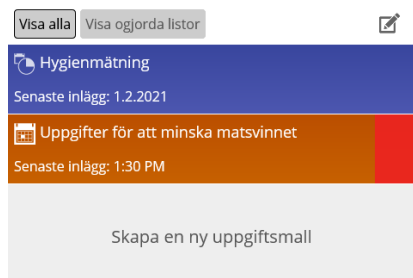 Visa alla Visa ogjorda listor
Hygienmätning
Senaste inlägg: 1.2.2021
Uppgifter för att minska matsvinnet
Senaste inlägg: 1:30 PM
Skapa en ny uppgiftsmall